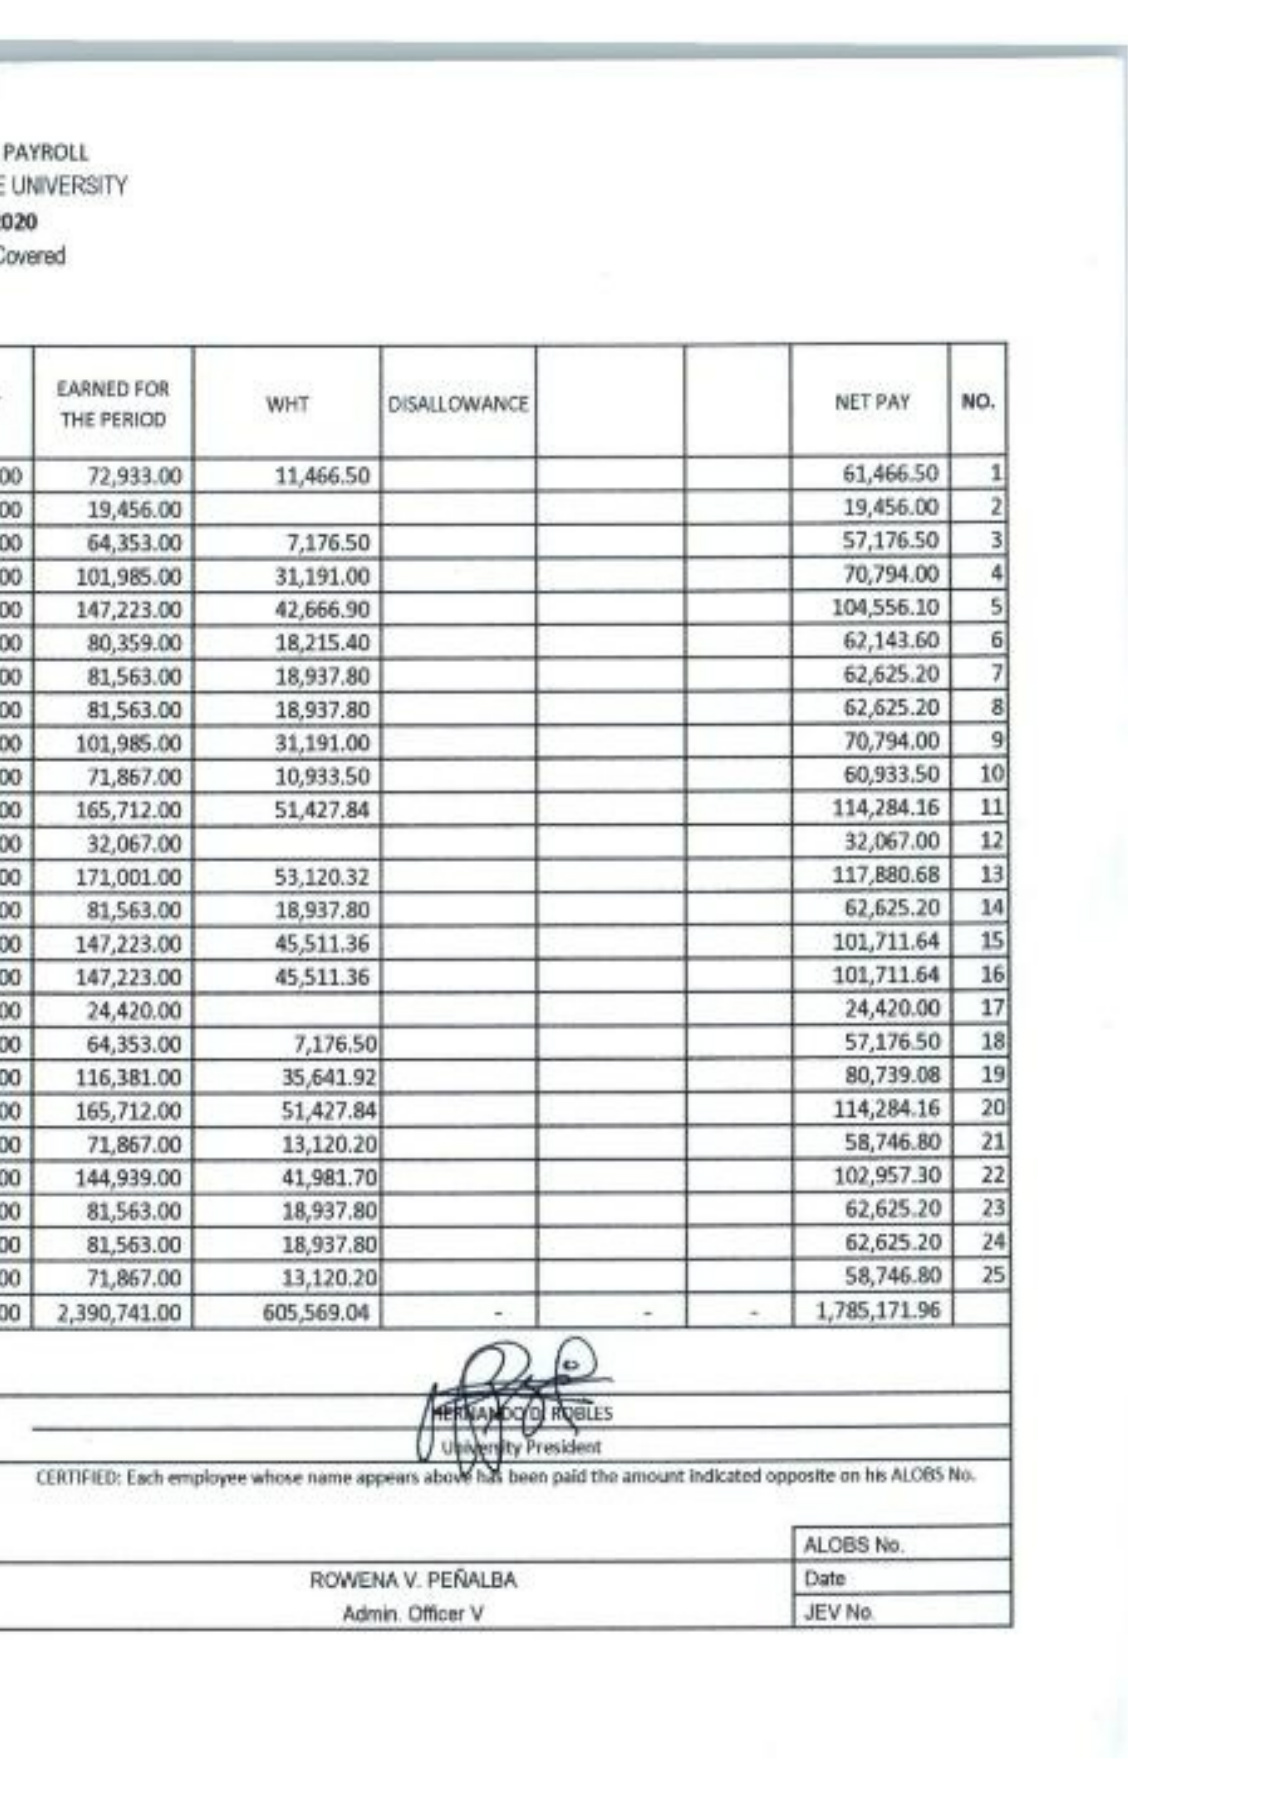 PAYROLL
E UNIVERSITY
2020
Covered
EARNED FOR THE PERIOD WHT DISALLOWANCE NET PAY NO.
00 72,933.00 11,466.50 61,466.50 1
00 19,456.00 19,456.00 2
00 64,353.00 7,176.50 57,176.50 3
00 101,985.00 31,191.00 70,794.00 4
00 147,223.00 42,666.90 104,556.10 5
00 80,359.00 18,215.40 62,143.60 6
00 81,563.00 18,937.80 62,625.20 7
00 81,563.00 18,937.80 62,625.20 8
00 101,985.00 31,191.00 70,794.00 9
00 71,867.00 10,933.50 60,933.50 10
00 165,712.00 51,427.84 114,284.16 11
00 32,067.00 32,067.00 12
00 171,001.00 53,120.32 117,880.68 13
00 81,563.00 18,937.80 62,625.20 14
00 147,223.00 45,511.36 101,711.64 15
00 147,223.00 45,511.36 101,711.64 16
00 24,420.00 24,420.00 17
00 64,353.00 7,176.50 57,176.50 18
00 116,381.00 35,641.92 80,739.08 19
00 165,712.00 51,427.84 114,284.16 20
00 71,867.00 13,120.20 58,746.80 21
00 144,939.00 41,981.70 102,957.30 22
00 81,563.00 18,937.80 62,625.20 23
00 81,563.00 18,937.80 62,625.20 24
00 71,867.00 13,120.20 58,746.80 25
00 2,390,741.00 605,569.04 - - - 1,785,171.96
HERNANDO D. ROBLES
University President
CERTIFIED: Each employee whose name appears above has been paid the amount indicated opposite on his ALOBS No.
ALOBS No.
ROWENA V. PEÑALBA Date
Admin. Officer V JEV No.